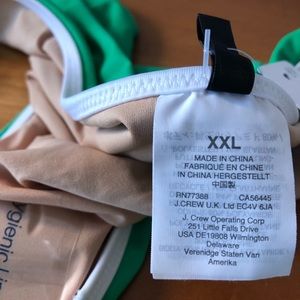 XXL
MADE IN CHINA
FABRIQUÉ EN CHINE
IN CHINA HERGESTELLT
中国製
RN77388 CA56445
J.CREW U.K. Ltd EC4V 6JA
J. Crew Operating Corp
251 Little Falls Drive
USA DE19808 Wilmington
Delaware
Verenidge Staten Van
Amerika